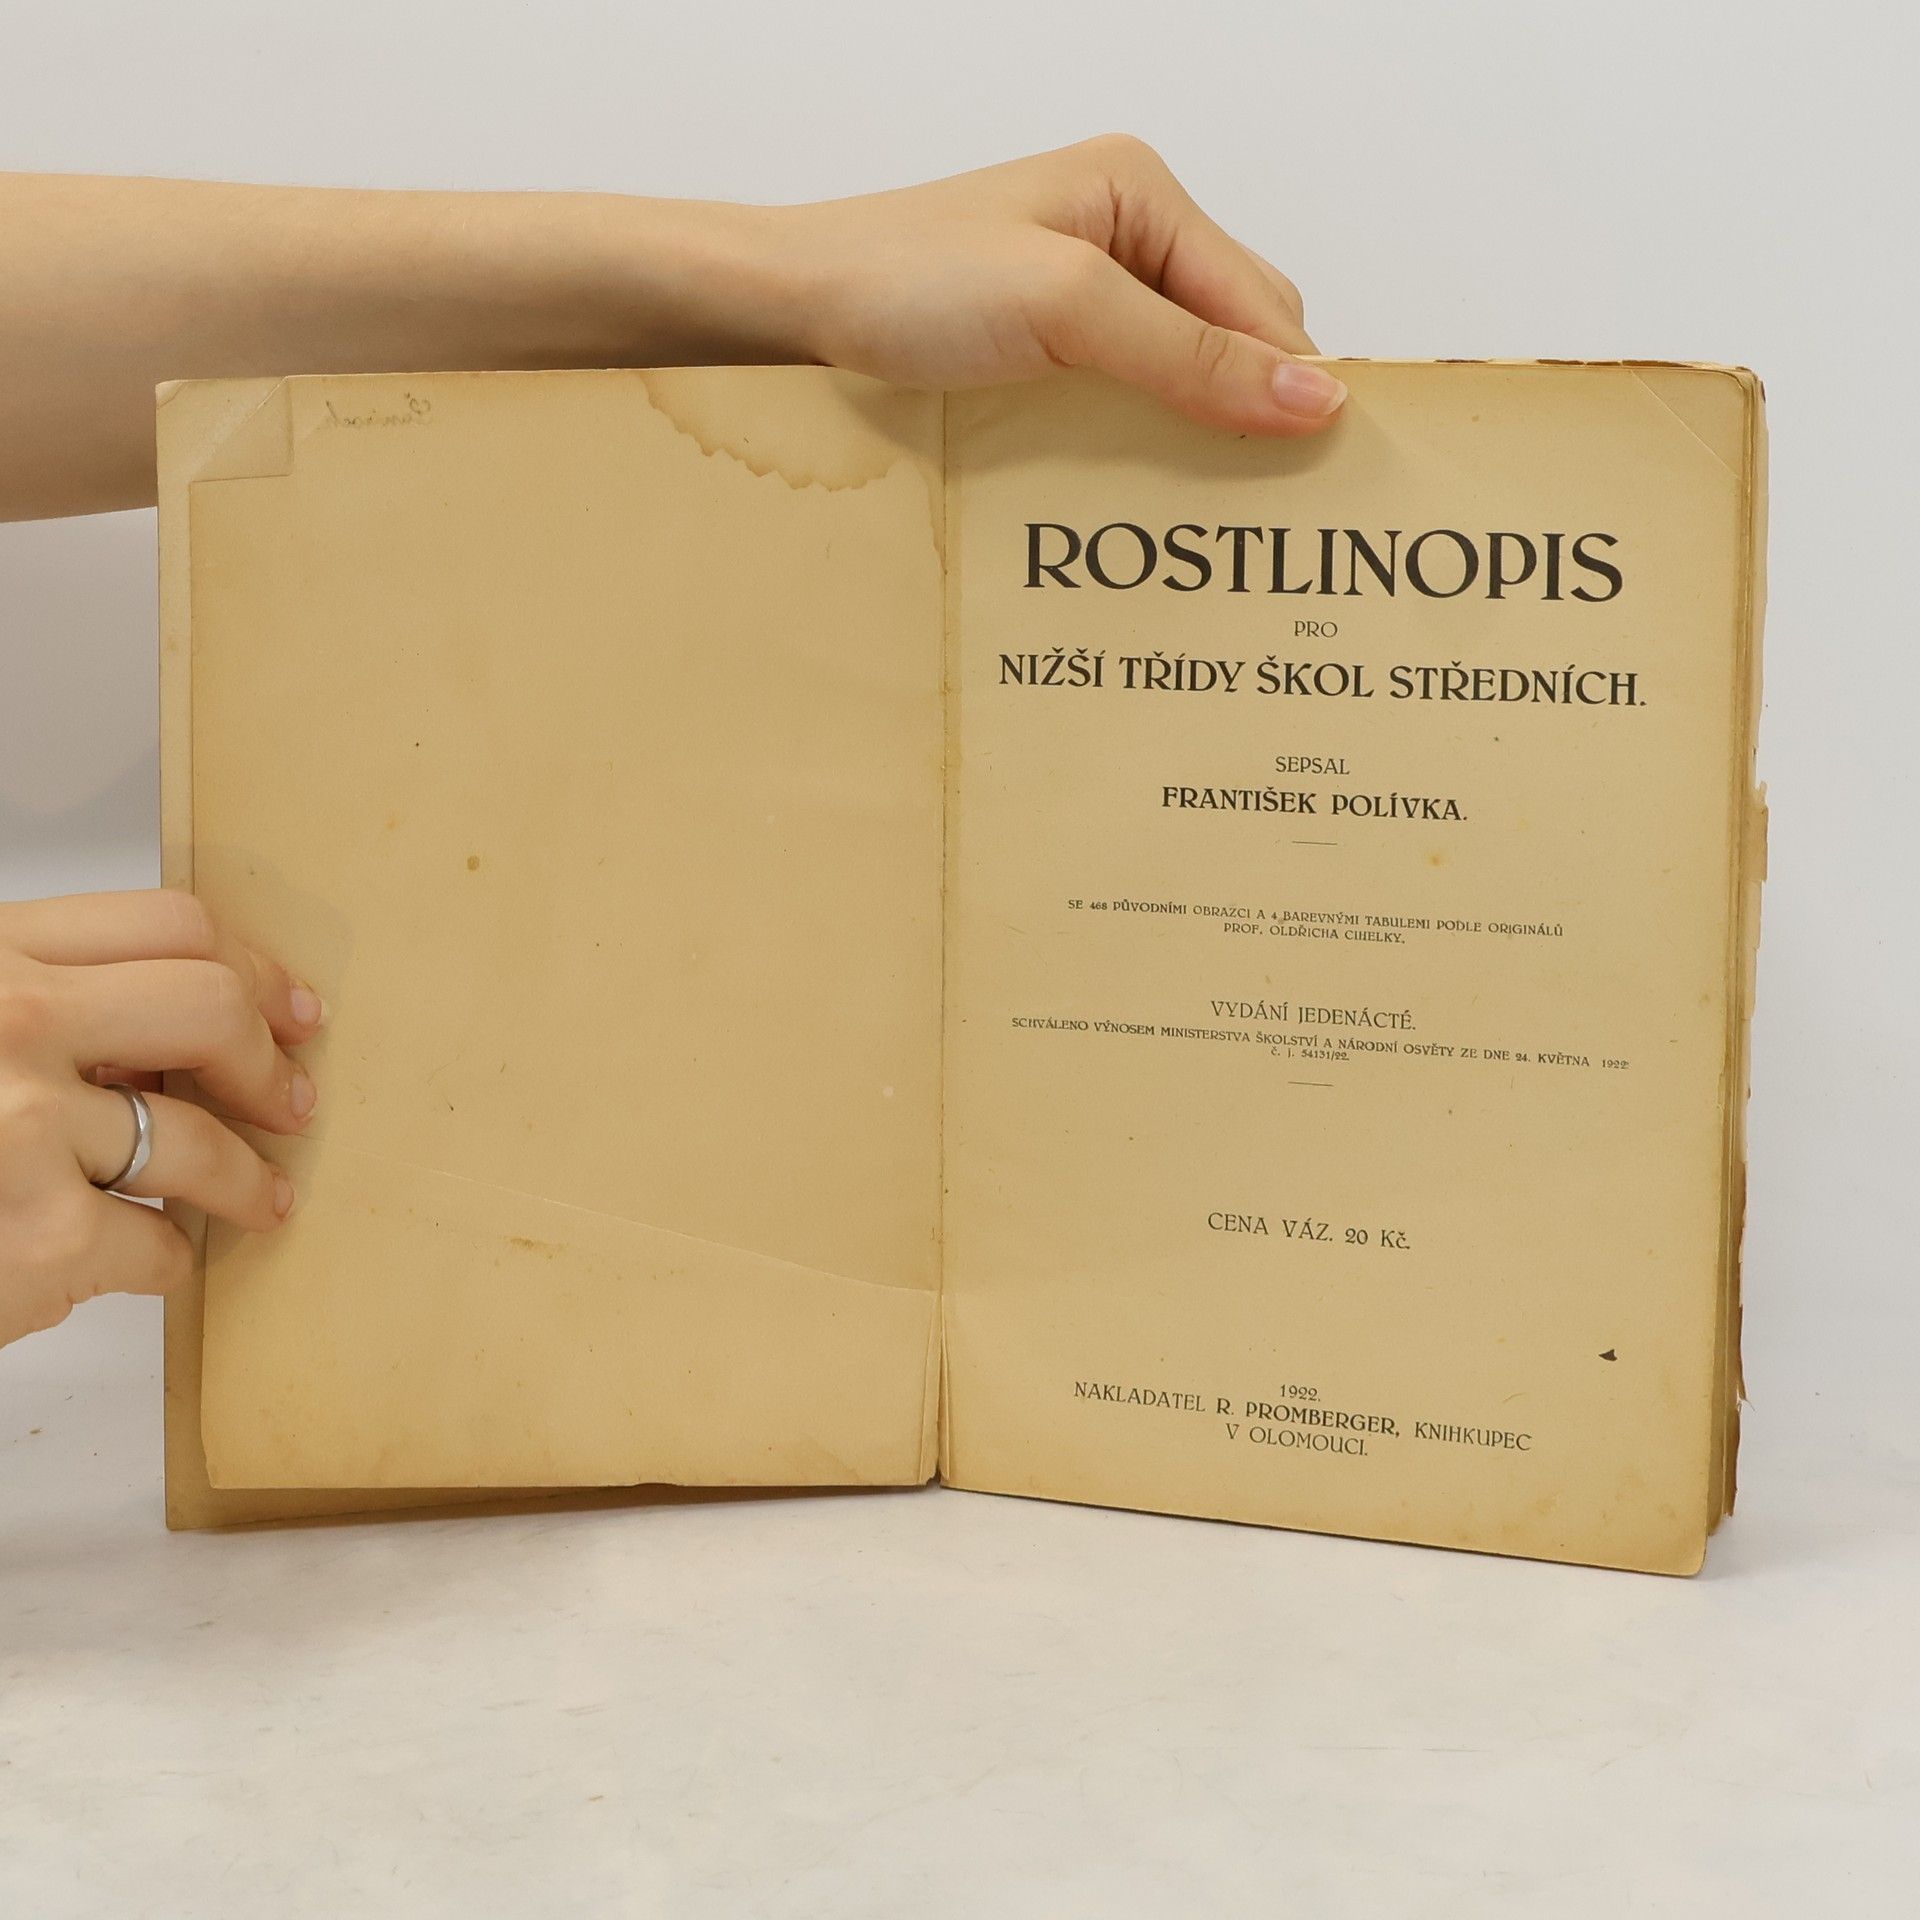 ROSTLINOPIS
PRO
NIŽŠÍ TŘÍDY ŠKOL STŘEDNÍCH.
SEPSAL
FRANTIŠEK POLÍVKA.
SE 468 PŮVODNÍMI OBRAZCI A 4 BAREVNÝMI TABULEMI PODLE ORIGINÁLŮ
PROF. OLDŘICHA CIHELKY.
VYDÁNÍ JEDENÁCTÉ.
SCHVÁLENO VÝNOSEM MINISTERSTVA ŠKOLSTVÍ A NÁRODNÍ OSVĚTY ZE DNE 24. KVĚTNA 1922
č. j. 54131/22.
CENA VÁZ. 20 Kč.
1922.
NAKLADATEL R. PROMBERGER, KNIHKUPEC
V OLOMOUCI.